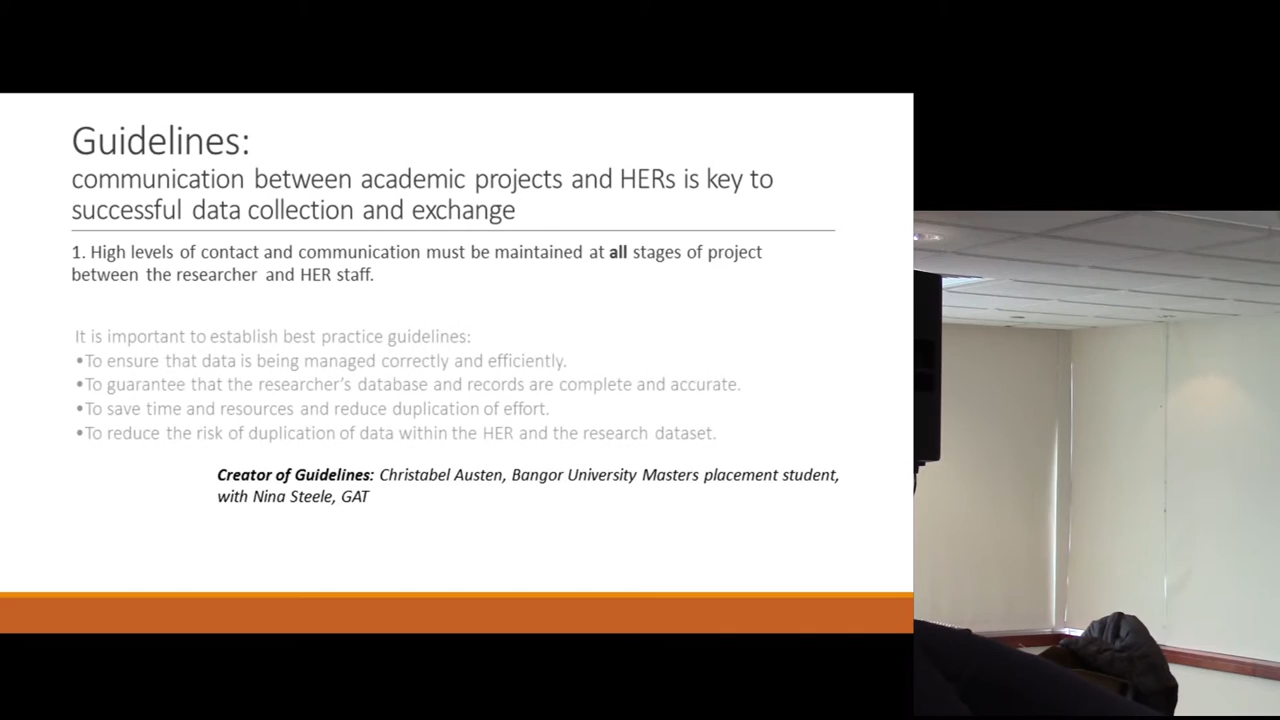 Guidelines:
communication between academic projects and HERs is key to
successful data collection and exchange
1. High levels of contact and communication must be maintained at all stages of project
between the researcher and HER staff.
It is important to establish best practice guidelines:
•To ensure that data is being managed correctly and efficiently.
•To guarantee that the researcher's database and records are complete and accurate.
•To save time and resources and reduce duplication of effort.
•To reduce the risk of duplication of data within the HER and the research dataset.
Creator of Guidelines: Christabel Austen, Bangor University Masters placement student,
with Nina Steele, GAT